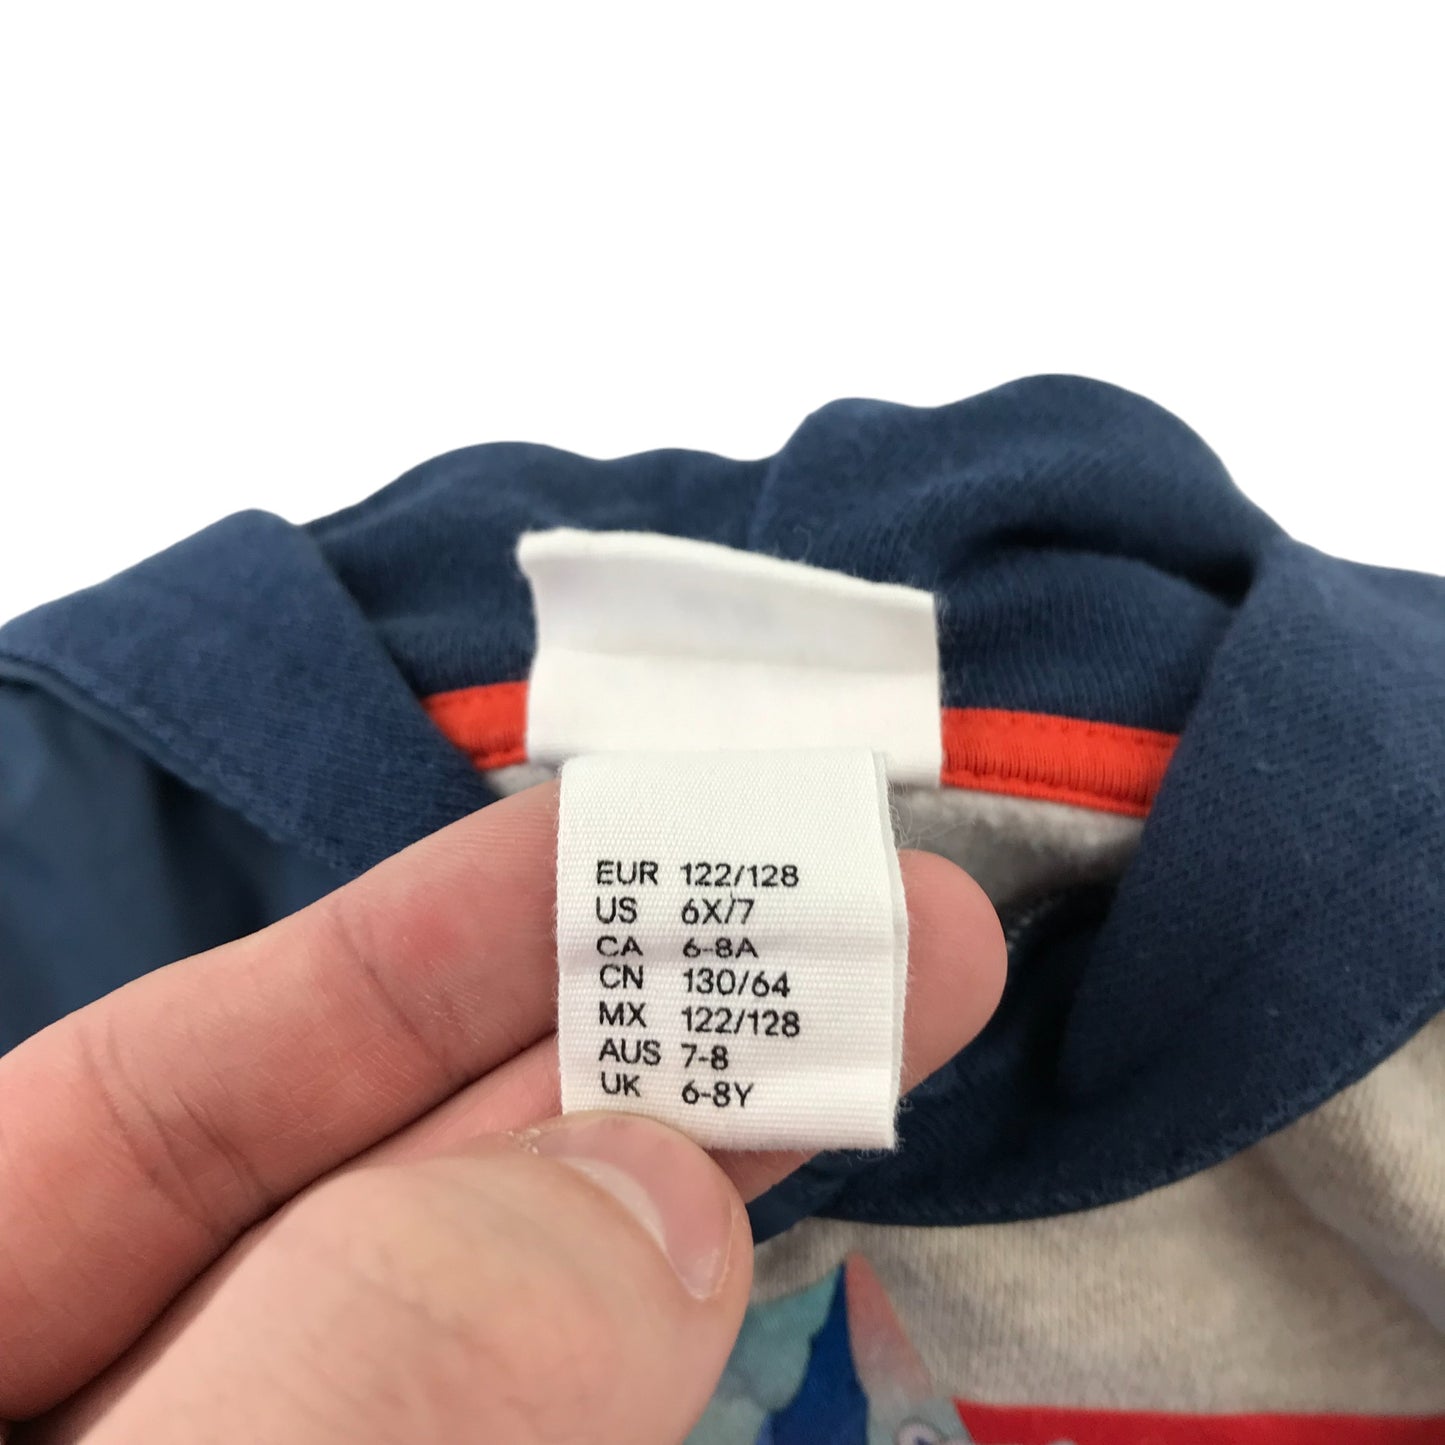 EUR 122/128
US 6X/7
CA 6-8A
CN 130/64
MX 122/128
AUS 7-8
UK 6-8Y